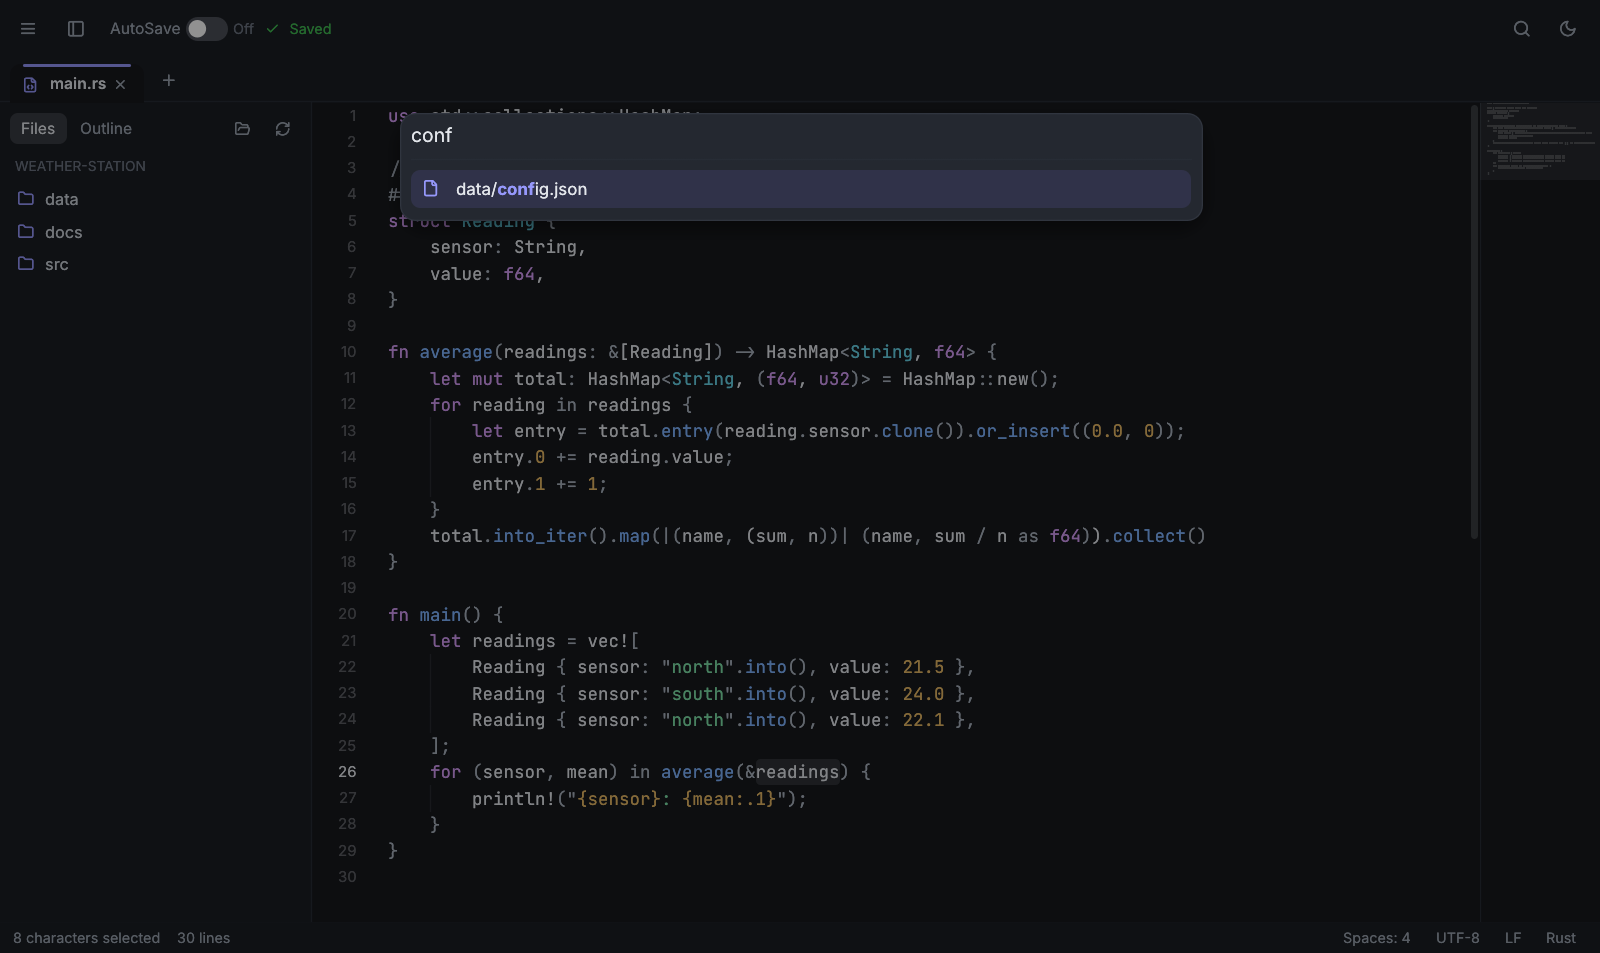 AutoSave Off Saved
main.rs
Files Outline
WEATHER-STATION
data
docs
src
conf
data/config.json
1 use
2
3 /
4 #
5 struct Reading {
6 sensor: String,
7 value: f64,
8 }
9
10 fn average(readings: &[Reading]) -> HashMap<String, f64> {
11 let mut total: HashMap<String, (f64, u32)> = HashMap::new();
12 for reading in readings {
13 let entry = total.entry(reading.sensor.clone()).or_insert((0.0, 0));
14 entry.0 += reading.value;
15 entry.1 += 1;
16 }
17 total.into_iter().map(|(name, (sum, n))| (name, sum / n as f64)).collect()
18 }
19
20 fn main() {
21 let readings = vec![
22 Reading { sensor: "north".into(), value: 21.5 },
23 Reading { sensor: "south".into(), value: 24.0 },
24 Reading { sensor: "north".into(), value: 22.1 },
25 ];
26 for (sensor, mean) in average(&readings) {
27 println!("{sensor}: {mean:.1}");
28 }
29 }
30
8 characters selected 30 lines
Spaces: 4 UTF-8 LF Rust